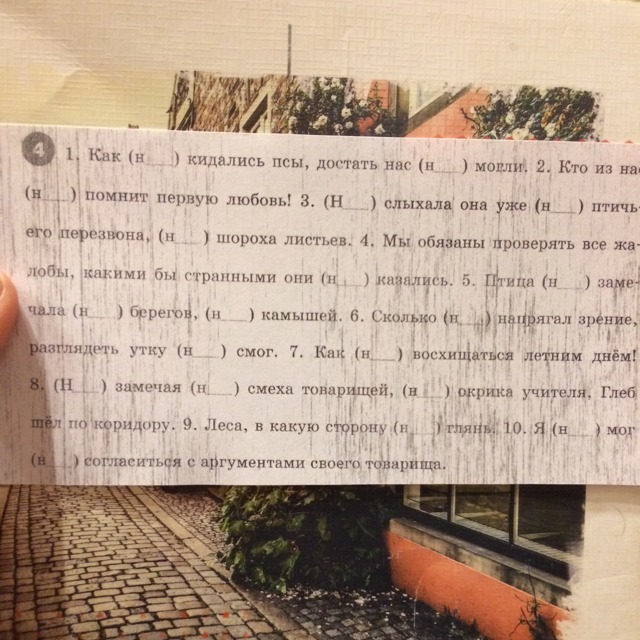 4 1. Как (н___) кидались псы, достать нас (н___) могли. 2. Кто из на
(н___) помнит первую любовь! 3. (Н___) слыхала она уже (н___) птичь-
его перезвона, (н___) шороха листьев. 4. Мы обязаны проверять все жа-
лобы, какими бы странными они (н___) казались. 5. Птица (н___) заме-
чала (н___) берегов, (н___) камышей. 6. Сколько (н___) напрягал зрение,
разглядеть утку (н___) смог. 7. Как (н___) восхищаться летним днём!
8. (Н___) замечая (н___) смеха товарищей, (н___) окрика учителя, Глеб
шёл по коридору. 9. Леса, в какую сторону (н___) глянь. 10. Я (н___) мог
(н___) согласиться с аргументами своего товарища.